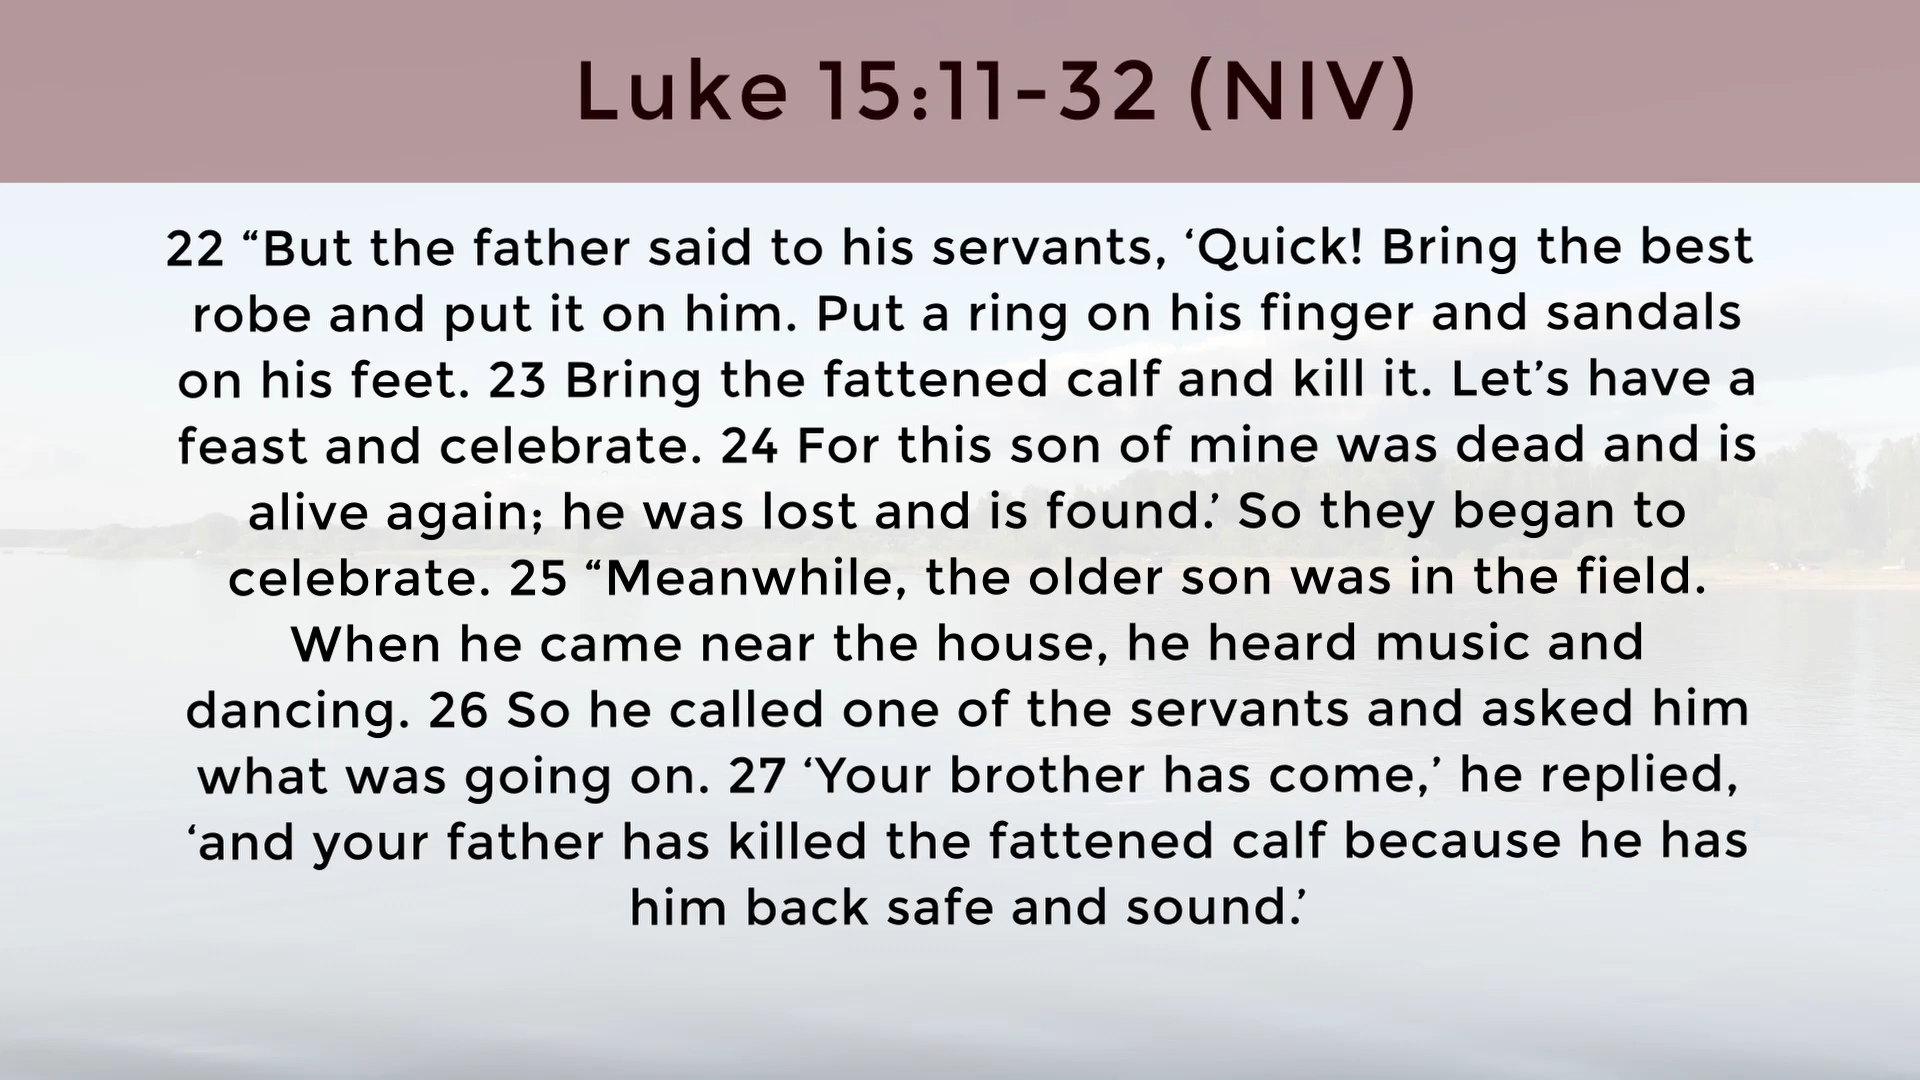 Luke 15:11-32 (NIV)
22 “But the father said to his servants, ‘Quick! Bring the best
robe and put it on him. Put a ring on his finger and sandals
on his feet. 23 Bring the fattened calf and kill it. Let’s have a
feast and celebrate. 24 For this son of mine was dead and is
alive again; he was lost and is found.’ So they began to
celebrate. 25 “Meanwhile, the older son was in the field.
When he came near the house, he heard music and
dancing. 26 So he called one of the servants and asked him
what was going on. 27 ‘Your brother has come,’ he replied,
‘and your father has killed the fattened calf because he has
him back safe and sound.’